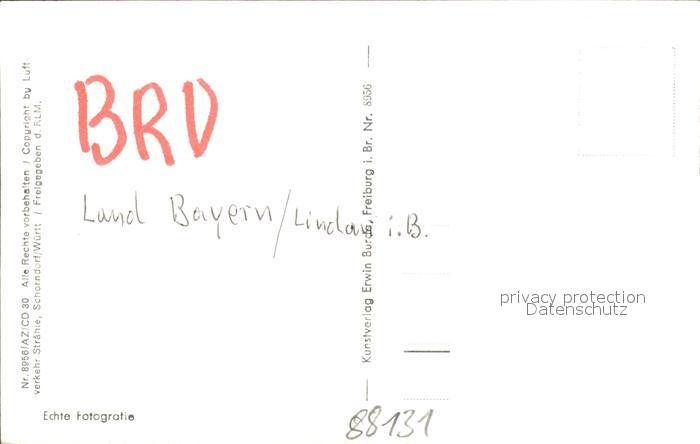 Nr. 8956/AZ/CD 30 Alle Rechte vorbehalten / Copyright by Luft-
verkehr Strähle, Schorndorf/Württ / Freigegeben d. RLM.
BRD
Land Bayern/Lindau i.B.
Echte Fotografie
Kunstverlag Erwin Burda, Freiburg i. Br. Nr. 8956
privacy protection
Datenschutz
88131